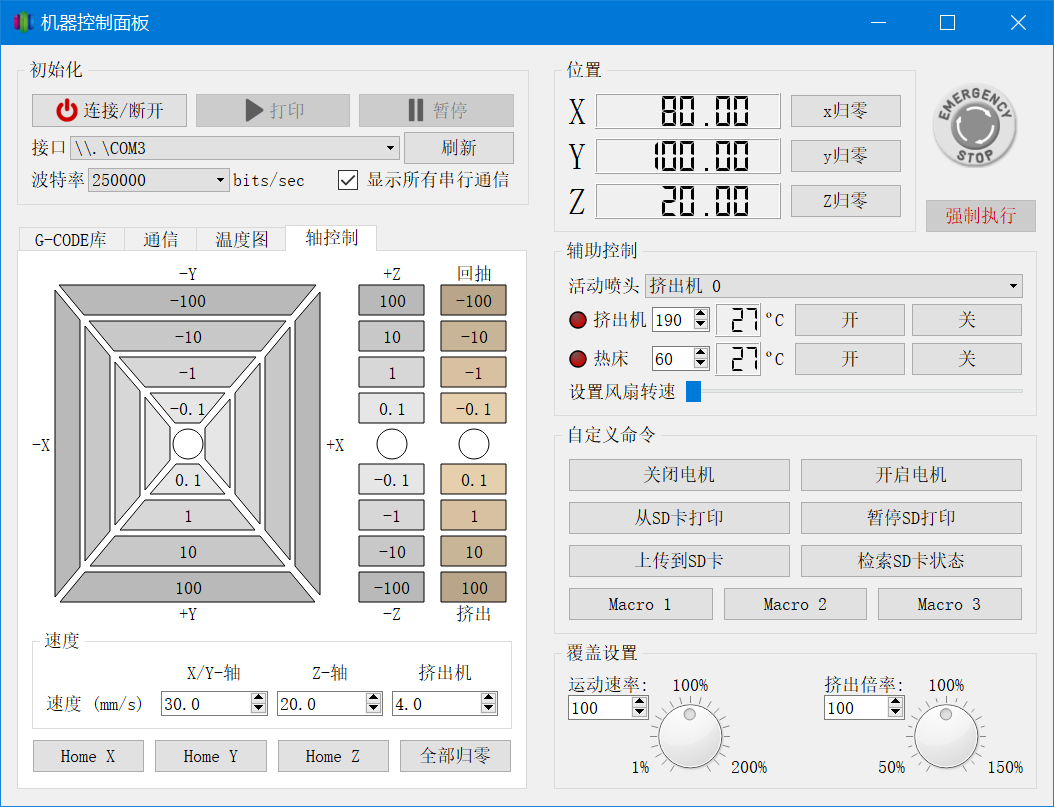 机器控制面板
初始化
连接/断开 打印 暂停
接口 \\.\COM3 刷新
波特率 250000 bits/sec 显示所有串行通信
G-CODE库 通信 温度图 轴控制
-Y +Z 回抽
-100 100 -100
-10 10 -10
-1 1 -1
-0.1 0.1 -0.1
-X +X
0.1 -0.1 0.1
1 -1 1
10 -10 10
100 -100 100
+Y -Z 挤出
速度
X/Y-轴 Z-轴 挤出机
速度 (mm/s) 30.0 20.0 4.0
Home X Home Y Home Z 全部归零
位置
X 80.00 x归零
Y 100.00 y归零
Z 20.00 Z归零
EMERGENCY
STOP
强制执行
辅助控制
活动喷头 挤出机 0
挤出机 190 27 °C 开 关
热床 60 27 °C 开 关
设置风扇转速
自定义命令
关闭电机 开启电机
从SD卡打印 暂停SD打印
上传到SD卡 检索SD卡状态
Macro 1 Macro 2 Macro 3
覆盖设置
运动速率: 100% 挤出倍率: 100%
100 100
1% 200% 50% 150%